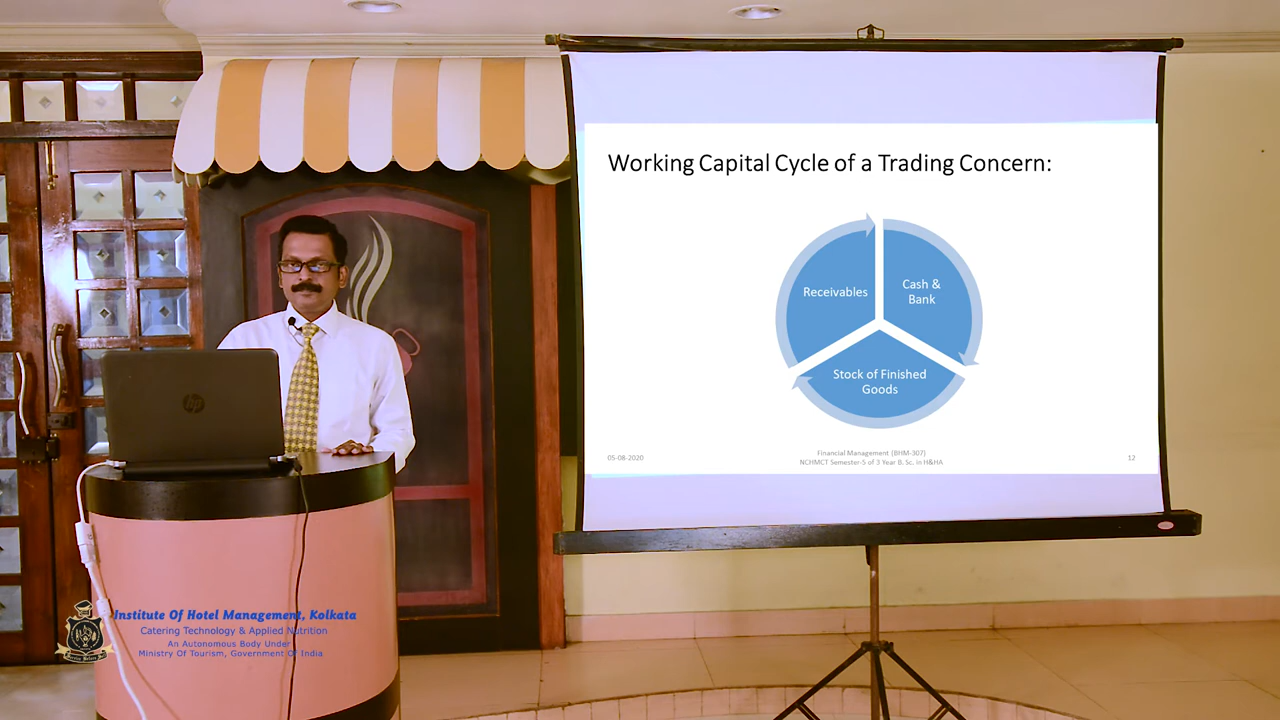 Working Capital Cycle of a Trading Concern:
Receivables
Cash &
Bank
Stock of Finished
Goods
05-08-2020
Financial Management (BHM-307)
NCHMCT Semester-5 of 3 Year B. Sc. In H&HA
12
hp
Institute Of Hotel Management, Kolkata
Catering Technology & Applied Nutrition
An Autonomous Body Under
Ministry Of Tourism, Government Of India